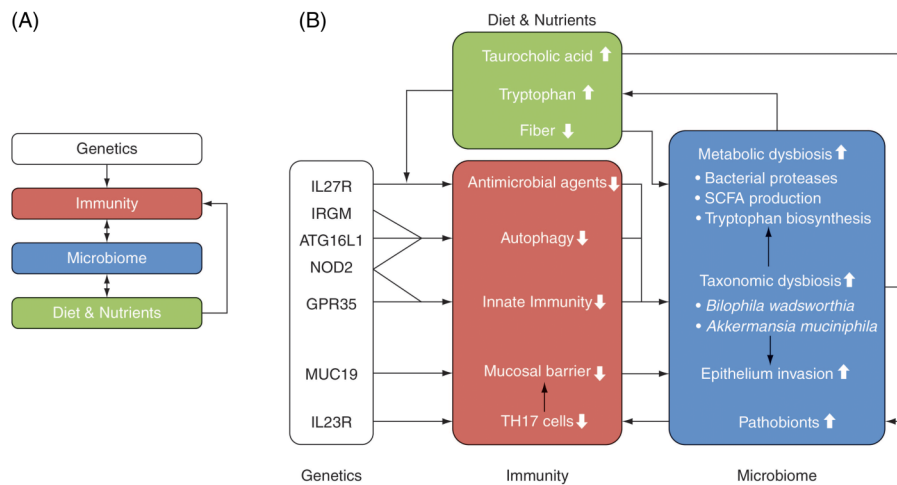 (A)
Genetics
Immunity
Microbiome
Diet & Nutrients
(B)
Diet & Nutrients
Taurocholic acid
Tryptophan
Fiber
IL27R
IRGM
ATG16L1
NOD2
GPR35
MUC19
IL23R
Genetics
Antimicrobial agents
Autophagy
Innate Immunity
Mucosal barrier
TH17 cells
Immunity
Metabolic dysbiosis
• Bacterial proteases
• SCFA production
• Tryptophan biosynthesis
Taxonomic dysbiosis
• Bilophila wadsworthia
• Akkermansia muciniphila
Epithelium invasion
Pathobionts
Microbiome